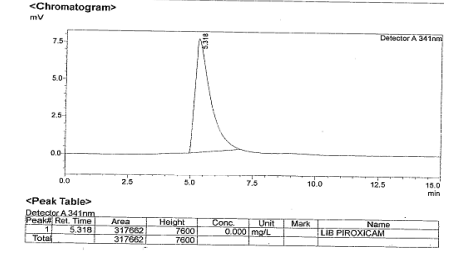 <Chromatogram>
mV
Detector A 341nm
7.5
5.318
5.0
2.5
0.0
0.0 2.5 5.0 7.5 10.0 12.5 15.0
min
<Peak Table>
Detector A 341nm
Peak# Ret. Time Area Height Conc. Unit Mark Name
1 5.318 317662 7600 0.000 mg/L LIB PIROXICAM
Total 317662 7600